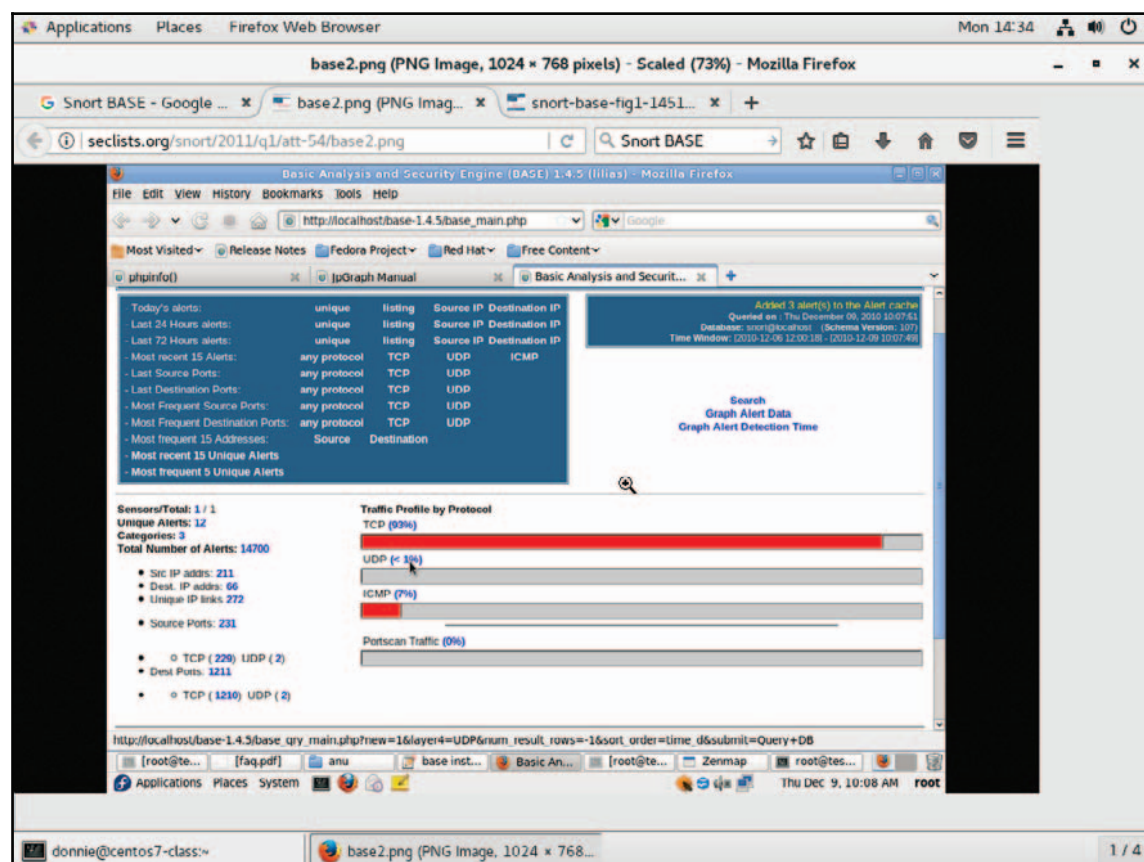 Applications Places Firefox Web Browser Mon 14:34
base2.png (PNG Image, 1024 × 768 pixels) - Scaled (73%) - Mozilla Firefox
Snort BASE - Google ... base2.png (PNG Imag... snort-base-fig1-1451...
seclists.org/snort/2011/q1/att-54/base2.png Snort BASE
Basic Analysis and Security Engine (BASE) 1.4.5 (lilias) - Mozilla Firefox
File Edit View History Bookmarks Tools Help
http://localhost/base-1.4.5/base_main.php Google
Most Visited Release Notes Fedora Project Red Hat Free Content
phpinfo() JpGraph Manual Basic Analysis and Securit...
- Today's alerts: unique listing Source IP Destination IP
- Last 24 Hours alerts: unique listing Source IP Destination IP
- Last 72 Hours alerts: unique listing Source IP Destination IP
- Most recent 15 Alerts: any protocol TCP UDP ICMP
- Last Source Ports: any protocol TCP UDP
- Last Destination Ports: any protocol TCP UDP
- Most Frequent Source Ports: any protocol TCP UDP
- Most Frequent Destination Ports: any protocol TCP UDP
- Most frequent 15 Addresses: Source Destination
- Most recent 15 Unique Alerts
- Most frequent 5 Unique Alerts
Added 3 alert(s) to the Alert cache
Queried on : Thu December 09, 2010 10:07:51
Database: snort@localhost (Schema Version: 107)
Time Window: [2010-12-06 12:00:18] - [2010-12-09 10:07:49]
Search
Graph Alert Data
Graph Alert Detection Time
Sensors/Total: 1 / 1
Unique Alerts: 12
Categories: 3
Total Number of Alerts: 14700
Src IP addrs: 211
Dest. IP addrs: 66
Unique IP links 272
Source Ports: 231
TCP ( 229) UDP ( 2)
Dest Ports: 1211
TCP ( 1210) UDP ( 2)
Traffic Profile by Protocol
TCP (93%)
UDP (< 1%)
ICMP (7%)
Portscan Traffic (0%)
http://localhost/base-1.4.5/base_qry_main.php?new=1&layer4=UDP&num_result_rows=-1&sort_order=time_d&submit=Query+DB
[root@te... [faq.pdf] anu base inst... Basic An... [root@te... Zenmap root@tes...
Applications Places System Thu Dec 9, 10:08 AM root
donnie@centos7-class:~ base2.png (PNG Image, 1024 × 768... 1 / 4